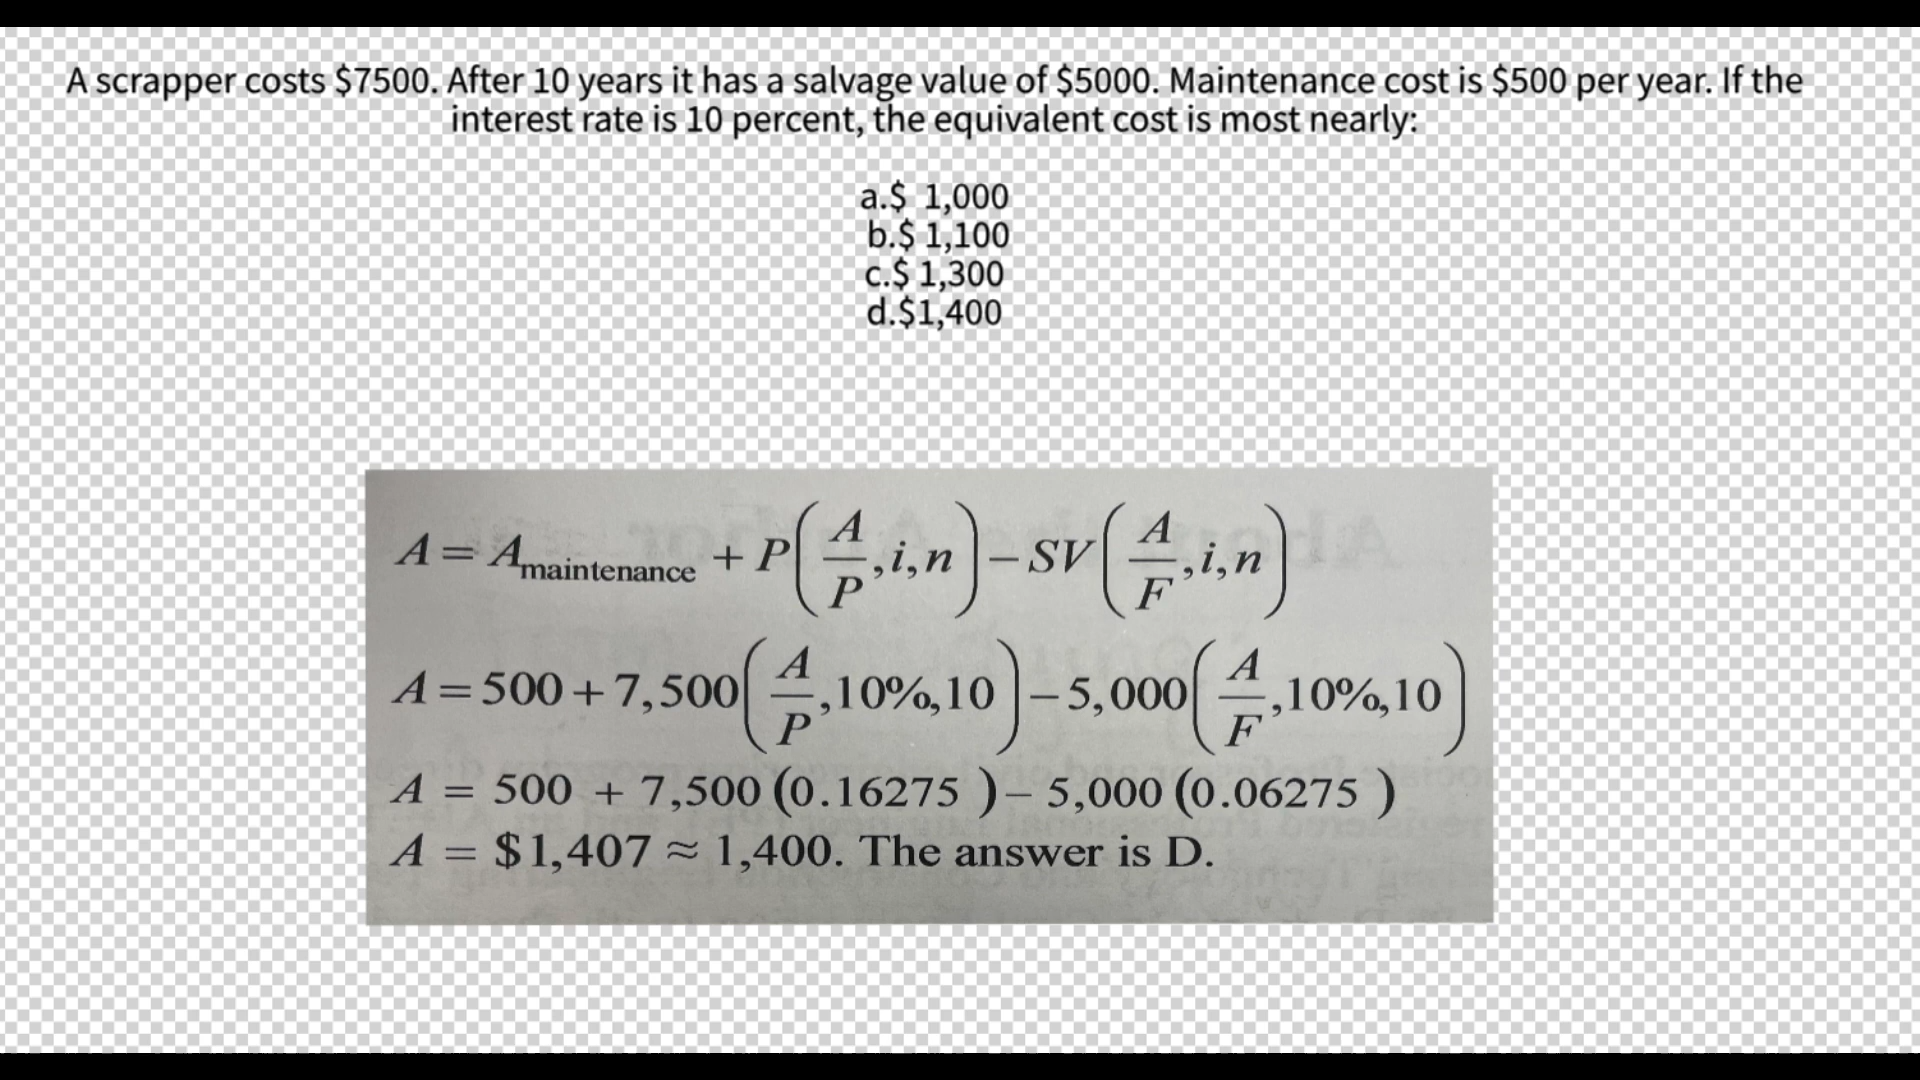 A scrapper costs $7500. After 10 years it has a salvage value of $5000. Maintenance cost is $500 per year. If the
interest rate is 10 percent, the equivalent cost is most nearly:
a.$ 1,000
b.$ 1,100
c.$ 1,300
d.$1,400
A = A_maintenance + P(A/P, i, n) – SV(A/F, i, n)
A = 500 + 7,500(A/P, 10%, 10) – 5,000(A/F, 10%, 10)
A = 500 + 7,500 (0.16275 ) – 5,000 (0.06275 )
A = $1,407 ≈ 1,400. The answer is D.